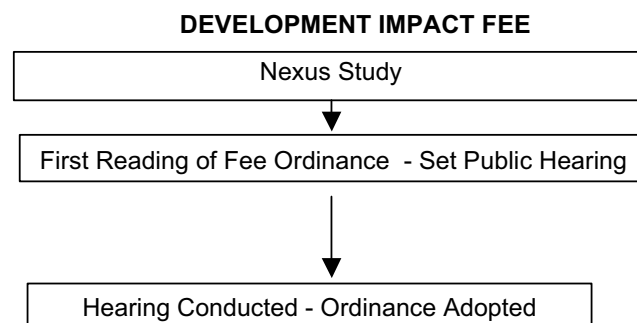 DEVELOPMENT IMPACT FEE
Nexus Study
First Reading of Fee Ordinance - Set Public Hearing
Hearing Conducted - Ordinance Adopted